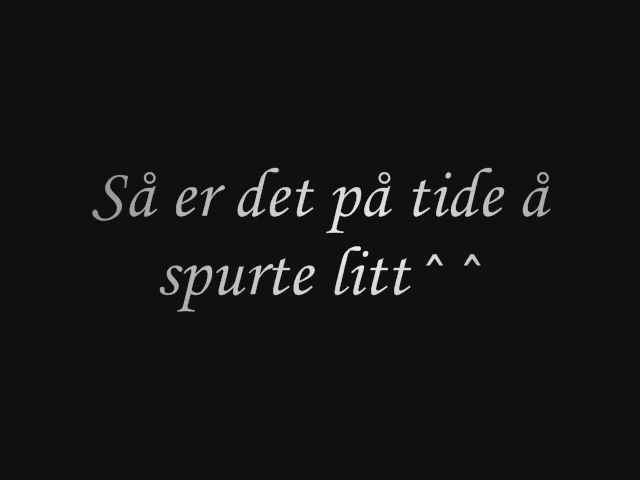 Så er det på tide å
spurte litt ^ ^